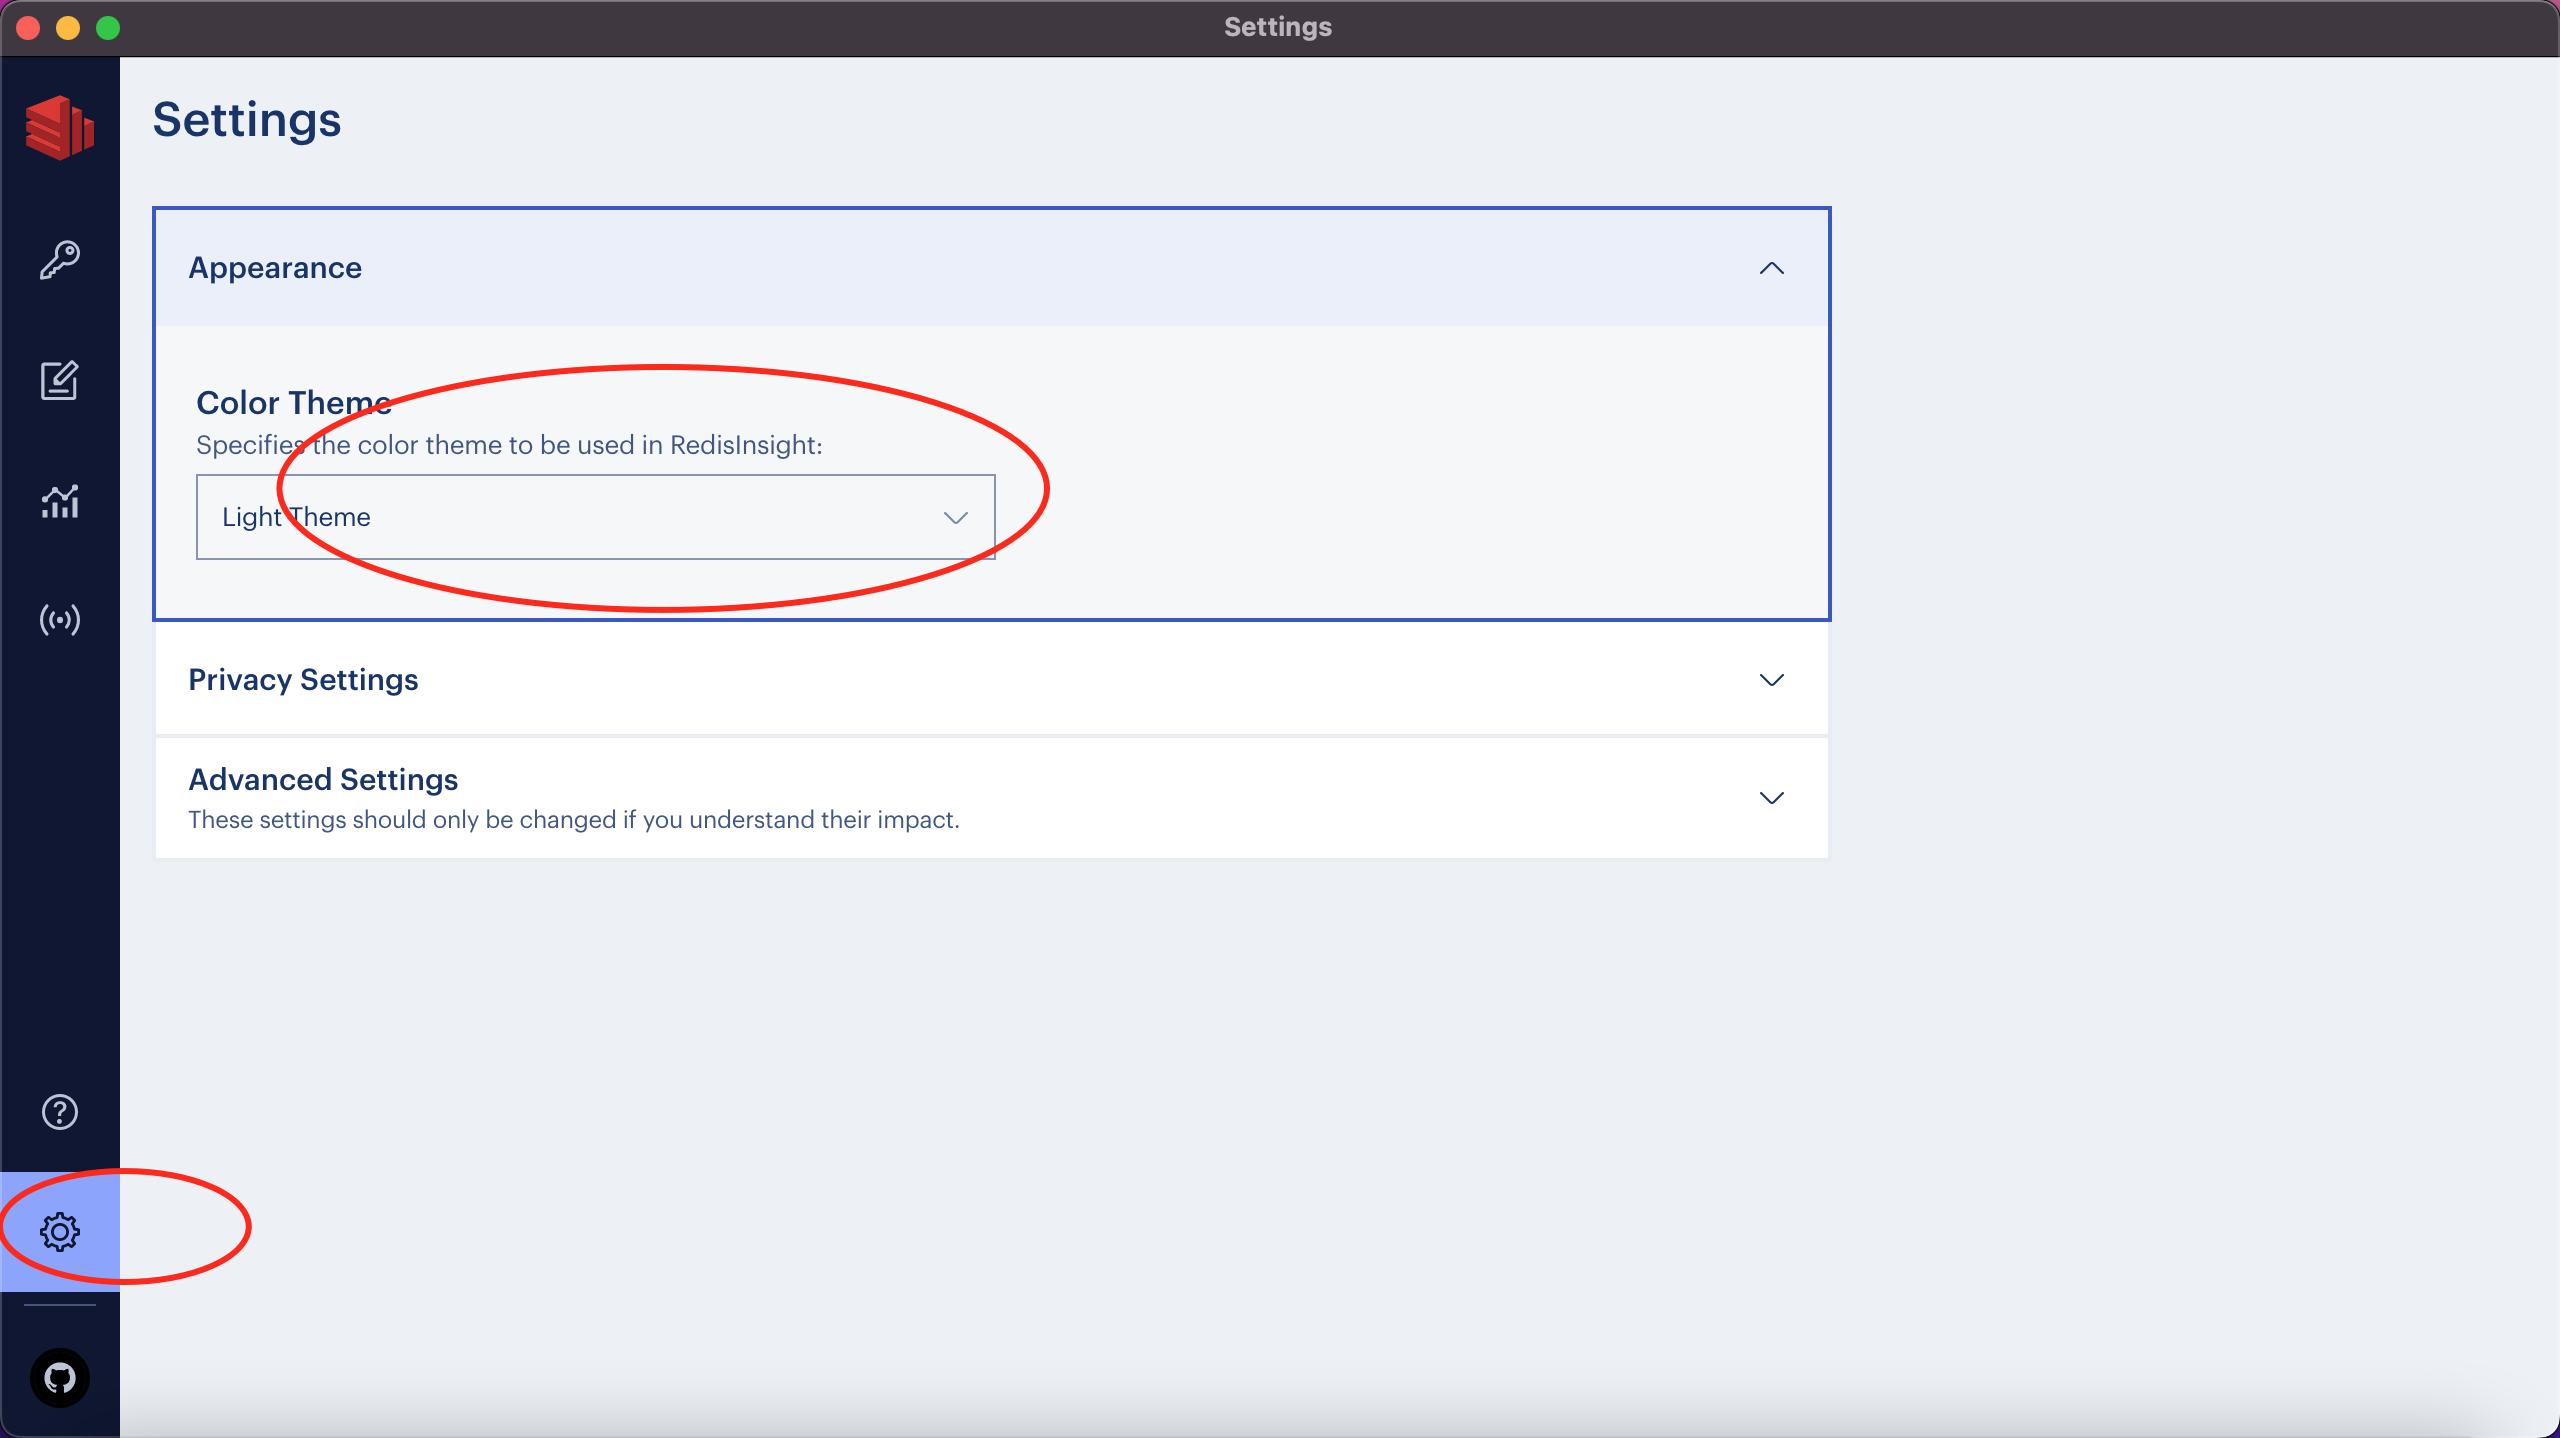 Settings
Settings
Appearance
Color Theme
Specifies the color theme to be used in RedisInsight:
Light Theme
Privacy Settings
Advanced Settings
These settings should only be changed if you understand their impact.